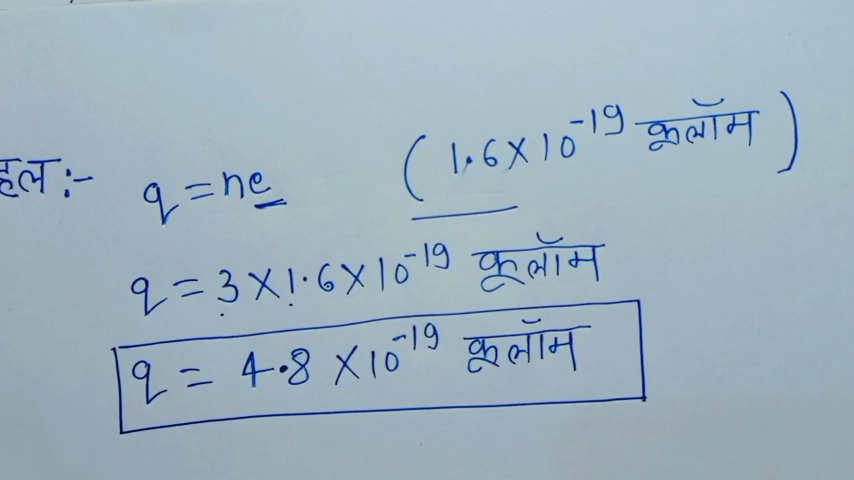 हल:- q = ne (1.6×10⁻¹⁹ कूलॉम)
q = 3×1.6×10⁻¹⁹ कूलॉम
q = 4.8×10⁻¹⁹ कूलॉम